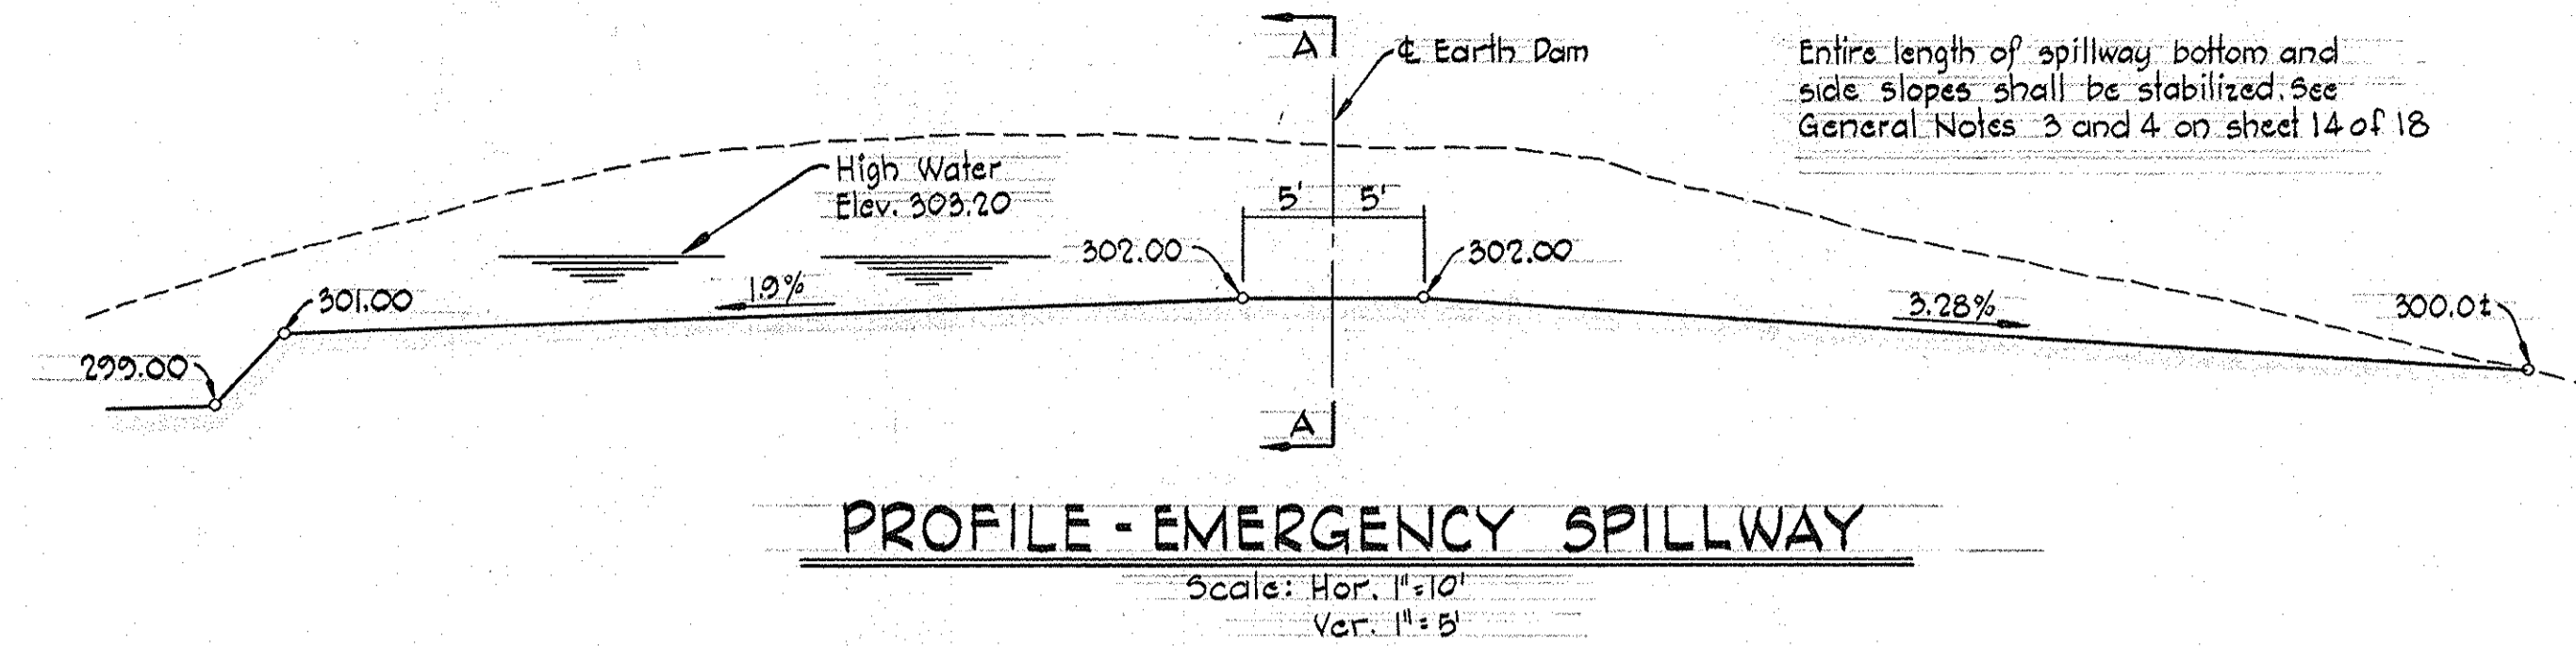 A
℄ Earth Dam
Entire length of spillway bottom and
side slopes shall be stabilized. See
General Notes 3 and 4 on sheet 14 of 18
High Water
Elev. 303.20
5' 5'
302.00
302.00
301.00
1.9%
3.28%
300.0±
299.00
A
PROFILE - EMERGENCY SPILLWAY
Scale: Hor. 1"=10'
Ver. 1"=5'